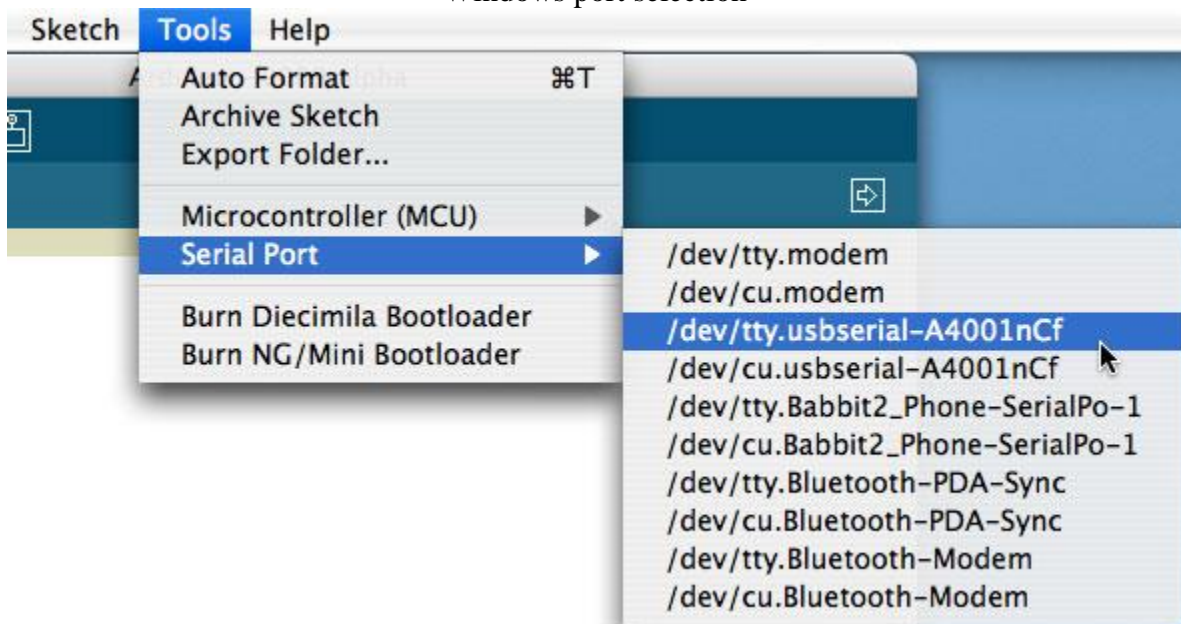 Windows port selection
Sketch Tools Help
Auto Format ⌘T
Archive Sketch
Export Folder...
Microcontroller (MCU)
Serial Port
Burn Diecimila Bootloader
Burn NG/Mini Bootloader
/dev/tty.modem
/dev/cu.modem
/dev/tty.usbserial-A4001nCf
/dev/cu.usbserial-A4001nCf
/dev/tty.Babbit2_Phone-SerialPo-1
/dev/cu.Babbit2_Phone-SerialPo-1
/dev/tty.Bluetooth-PDA-Sync
/dev/cu.Bluetooth-PDA-Sync
/dev/tty.Bluetooth-Modem
/dev/cu.Bluetooth-Modem